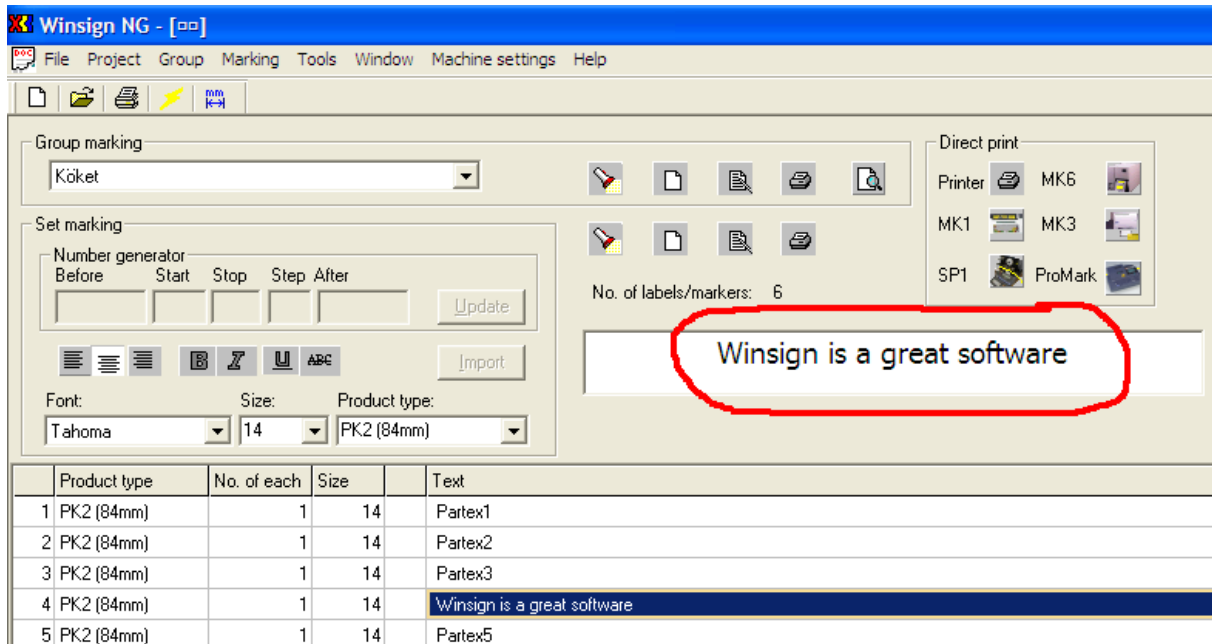 Winsign NG - [▫▫]
DOC File Project Group Marking Tools Window Machine settings Help
mm
Group marking
Köket
Direct print
Printer MK6
MK1 MK3
SP1 ProMark
Set marking
Number generator
Before Start Stop Step After
Update
No. of labels/markers: 6
B I U ABC
Import
Winsign is a great software
Font: Size: Product type:
Tahoma 14 PK2 (84mm)
Product type No. of each Size Text
1 PK2 (84mm) 1 14 Partex1
2 PK2 (84mm) 1 14 Partex2
3 PK2 (84mm) 1 14 Partex3
4 PK2 (84mm) 1 14 Winsign is a great software
5 PK2 (84mm) 1 14 Partex5